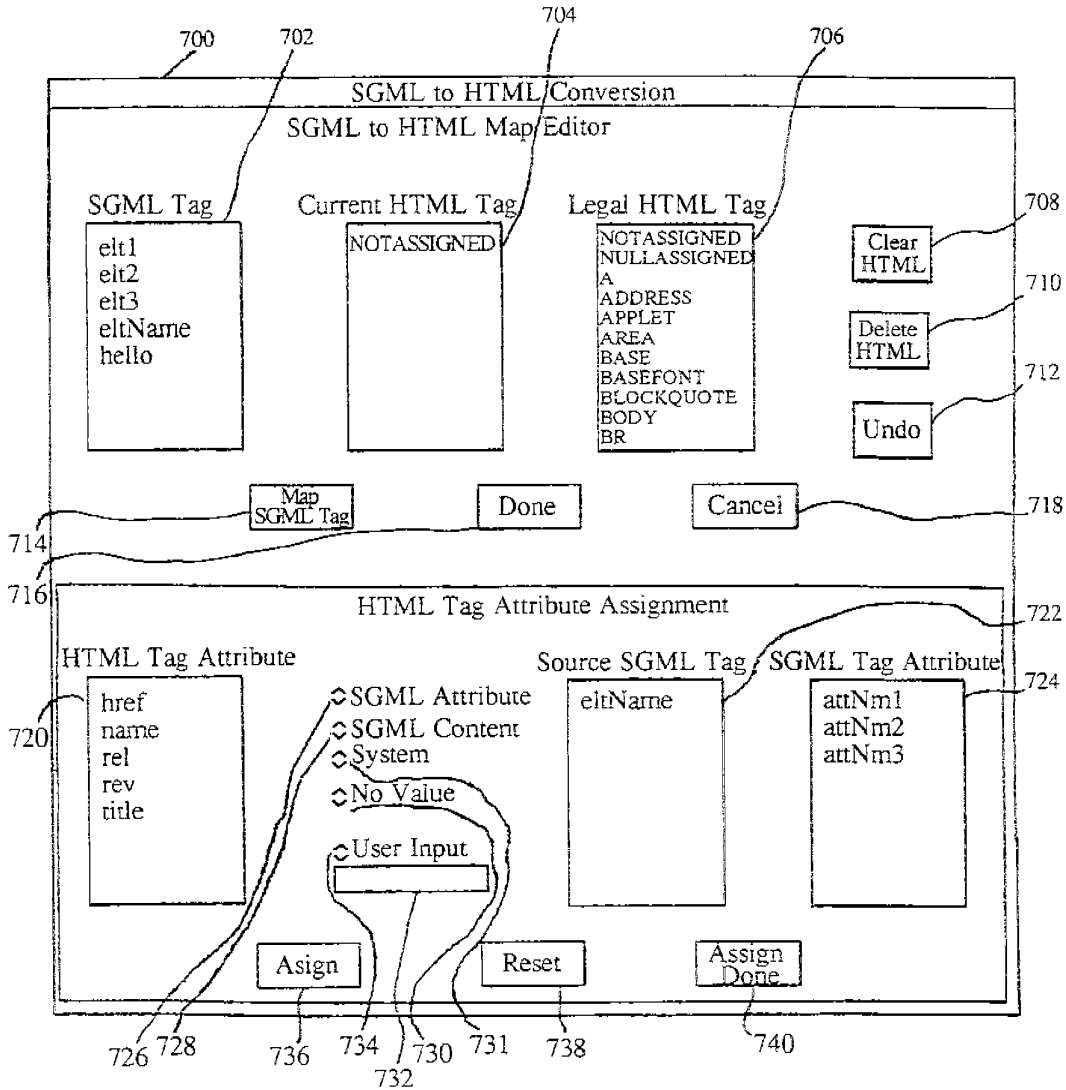 700
702
704
706
SGML to HTML Conversion
SGML to HTML Map Editor
SGML Tag
elt1
elt2
elt3
eltName
hello
Current HTML Tag
NOTASSIGNED
Legal HTML Tag
NOTASSIGNED
NULLASSIGNED
A
ADDRESS
APPLET
AREA
BASE
BASEFONT
BLOCKQUOTE
BODY
BR
Clear
HTML
708
Delete
HTML
710
Undo
712
Map
SGML Tag
714
Done
716
Cancel
718
HTML Tag Attribute Assignment
HTML Tag Attribute
href
name
rel
rev
title
720
SGML Attribute
SGML Content
System
No Value
User Input
Source SGML Tag
eltName
722
SGML Tag Attribute
attNm1
attNm2
attNm3
724
Asign
Reset
Assign
Done
726
728
736
734
732
730
731
738
740